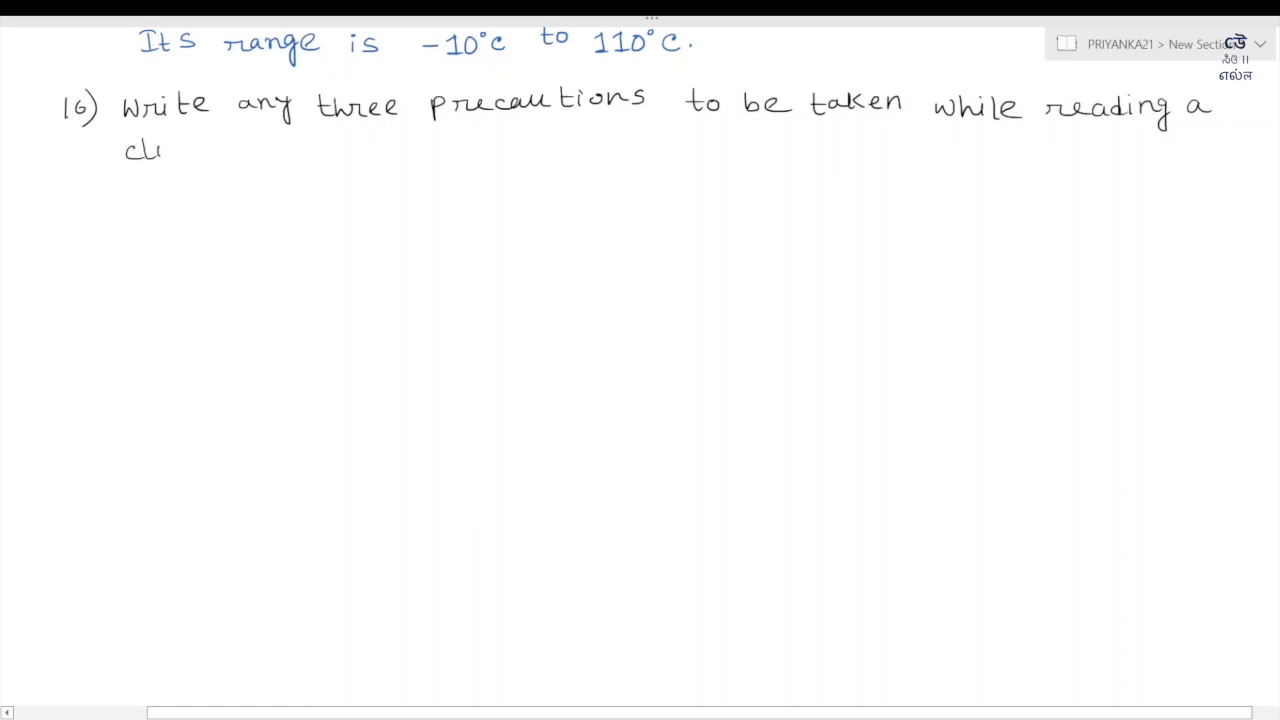 Its range is -10°C to 110°C.
PRIYANKA21 > New Section
16) Write any three precautions to be taken while reading a
cli